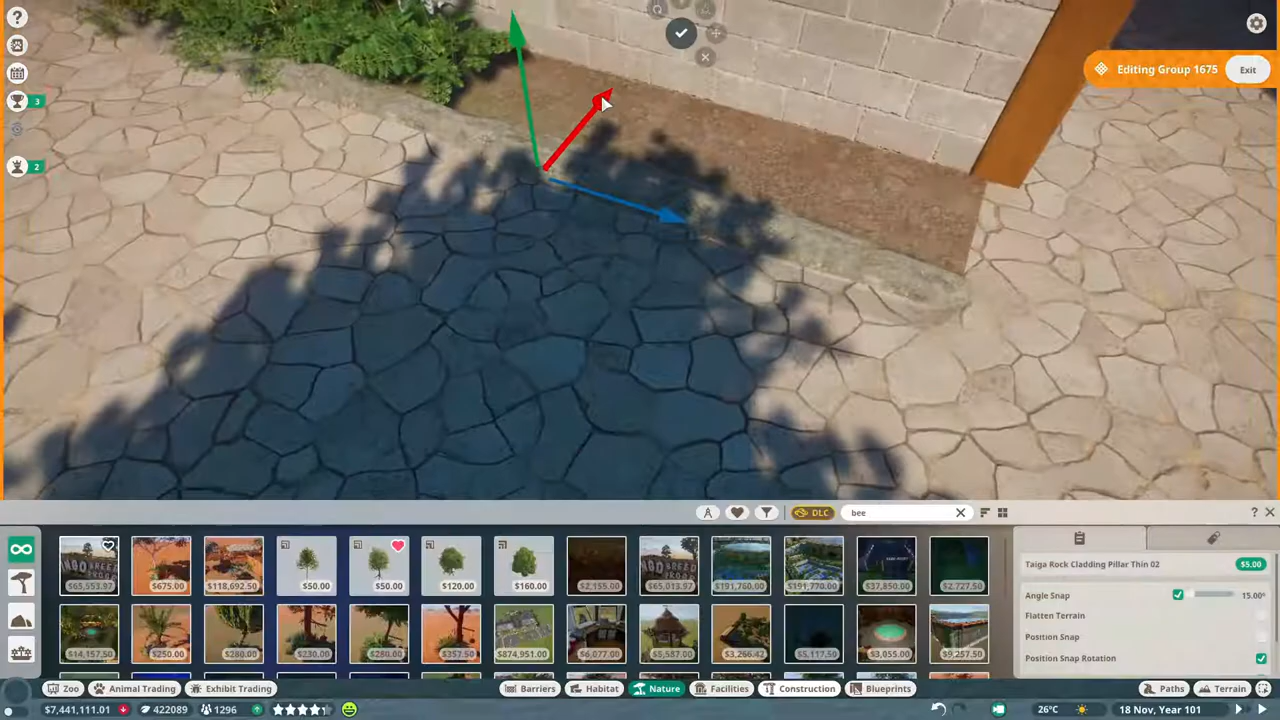 Editing Group 1675
Exit
3
2
DLC
bee
?
$65,553.97
$675.00
$118,692.50
$50.00
$50.00
$120.00
$160.00
$2,155.00
$65,013.97
$191,760.00
$191,770.00
$37,850.00
$2,727.50
$14,157.50
$250.00
$280.00
$230.00
$280.00
$357.50
$874,951.00
$6,077.00
$5,587.00
$3,266.42
$5,117.50
$3,055.00
$9,257.50
Taiga Rock Cladding Pillar Thin 02
$5.00
Angle Snap
15.00°
Flatten Terrain
Position Snap
Position Snap Rotation
Zoo
Animal Trading
Exhibit Trading
Barriers
Habitat
Nature
Facilities
Construction
Blueprints
Paths
Terrain
$7,441,111.01
422089
1296
26°C
18 Nov, Year 101